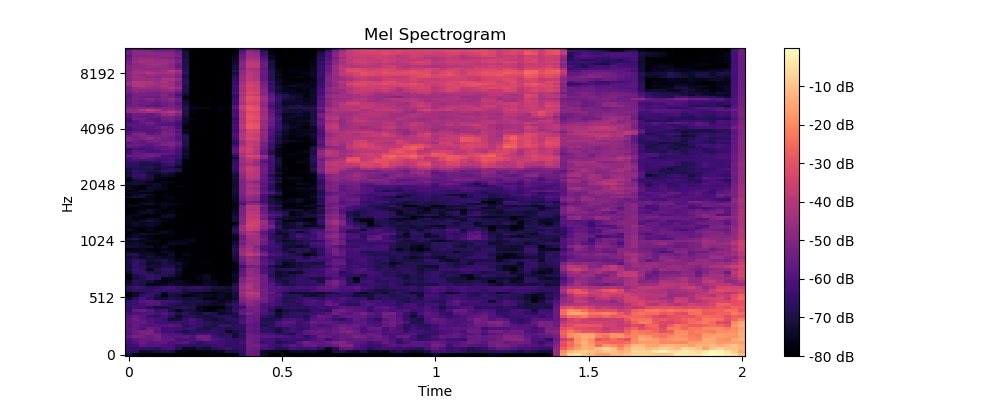 Mel Spectrogram
Hz
8192
4096
2048
1024
512
0
0
0.5
1
1.5
2
Time
-10 dB
-20 dB
-30 dB
-40 dB
-50 dB
-60 dB
-70 dB
-80 dB